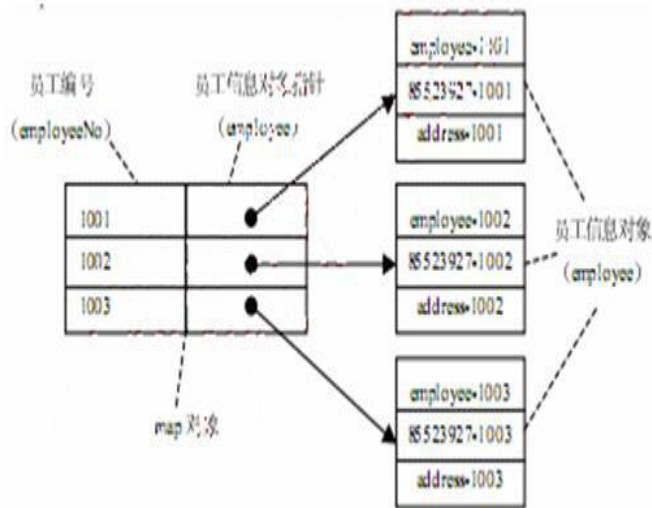 员工编号
(employeeNo)
员工信息对象指针
(employee)
1001
1002
1003
map 对象
employee-1001
85523927-1001
address-1001
employee-1002
85523927-1002
address-1002
employee-1003
85523927-1003
address-1003
员工信息对象
(employee)